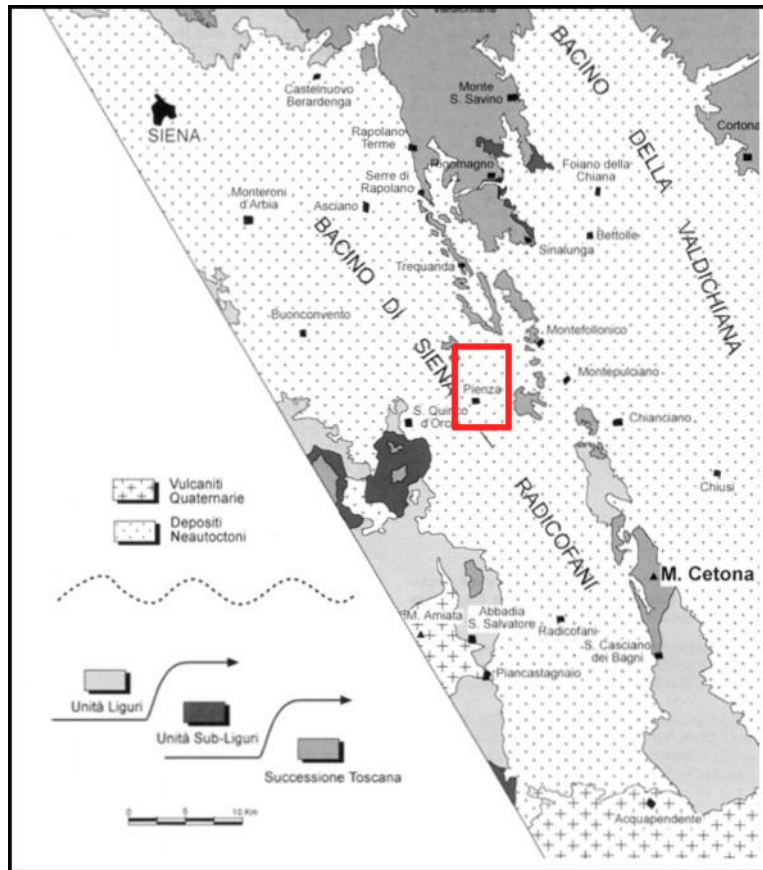 Valdichiana
BACINO
DELLA
VALDICHIANA
Castelnuovo
Berardenga
Monte
S. Savino
SIENA
Cortona
Rapolano
Terme
Rigomagno
Foiano della
Chiana
Serre di
Rapolano
Monteroni
d'Arbia
Asciano
BACINO DI SIENA
Bettolle
Sinalunga
Trequanda
Buonconvento
Montefollonico
Montepulciano
Pienza
S. Quirico
d'Orcia
Chianciano
Chiusi
RADICOFANI
Vulcaniti
Quaternarie
Depositi
Neautoctoni
M. Cetona
M. Amiata
Abbadia
S. Salvatore
Radicofani
S. Casciano
dei Bagni
Piancastagnaio
Unità Liguri
Unità Sub-Liguri
Successione Toscana
0 5 10 Km
Acquapendente